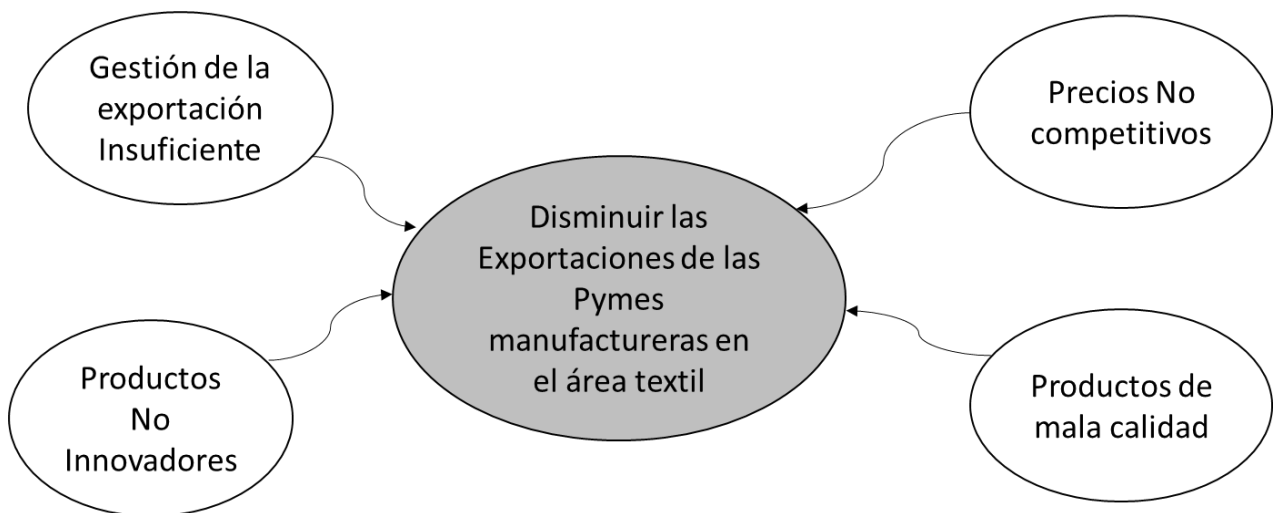 Gestión de la
exportación
Insuficiente
Precios No
competitivos
Disminuir las
Exportaciones de las
Pymes
manufactureras en
el área textil
Productos
No
Innovadores
Productos de
mala calidad